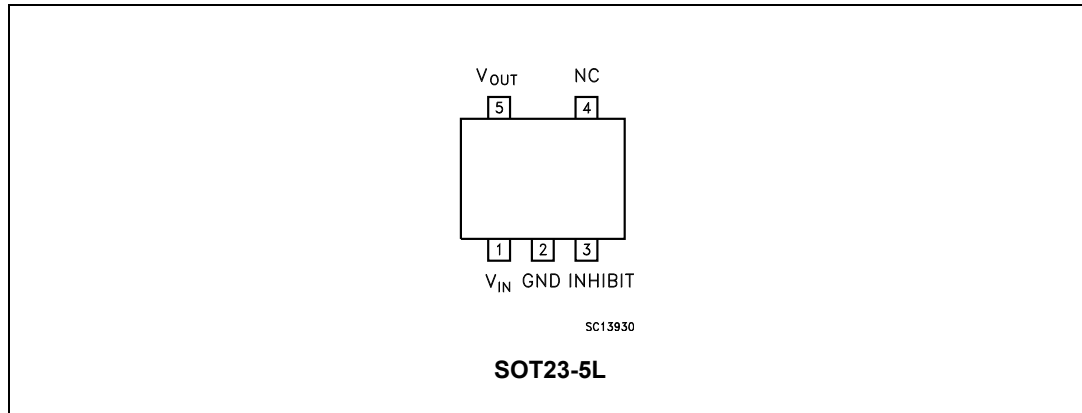 VOUT NC
5 4
1 2 3
VIN GND INHIBIT
SC13930
SOT23-5L